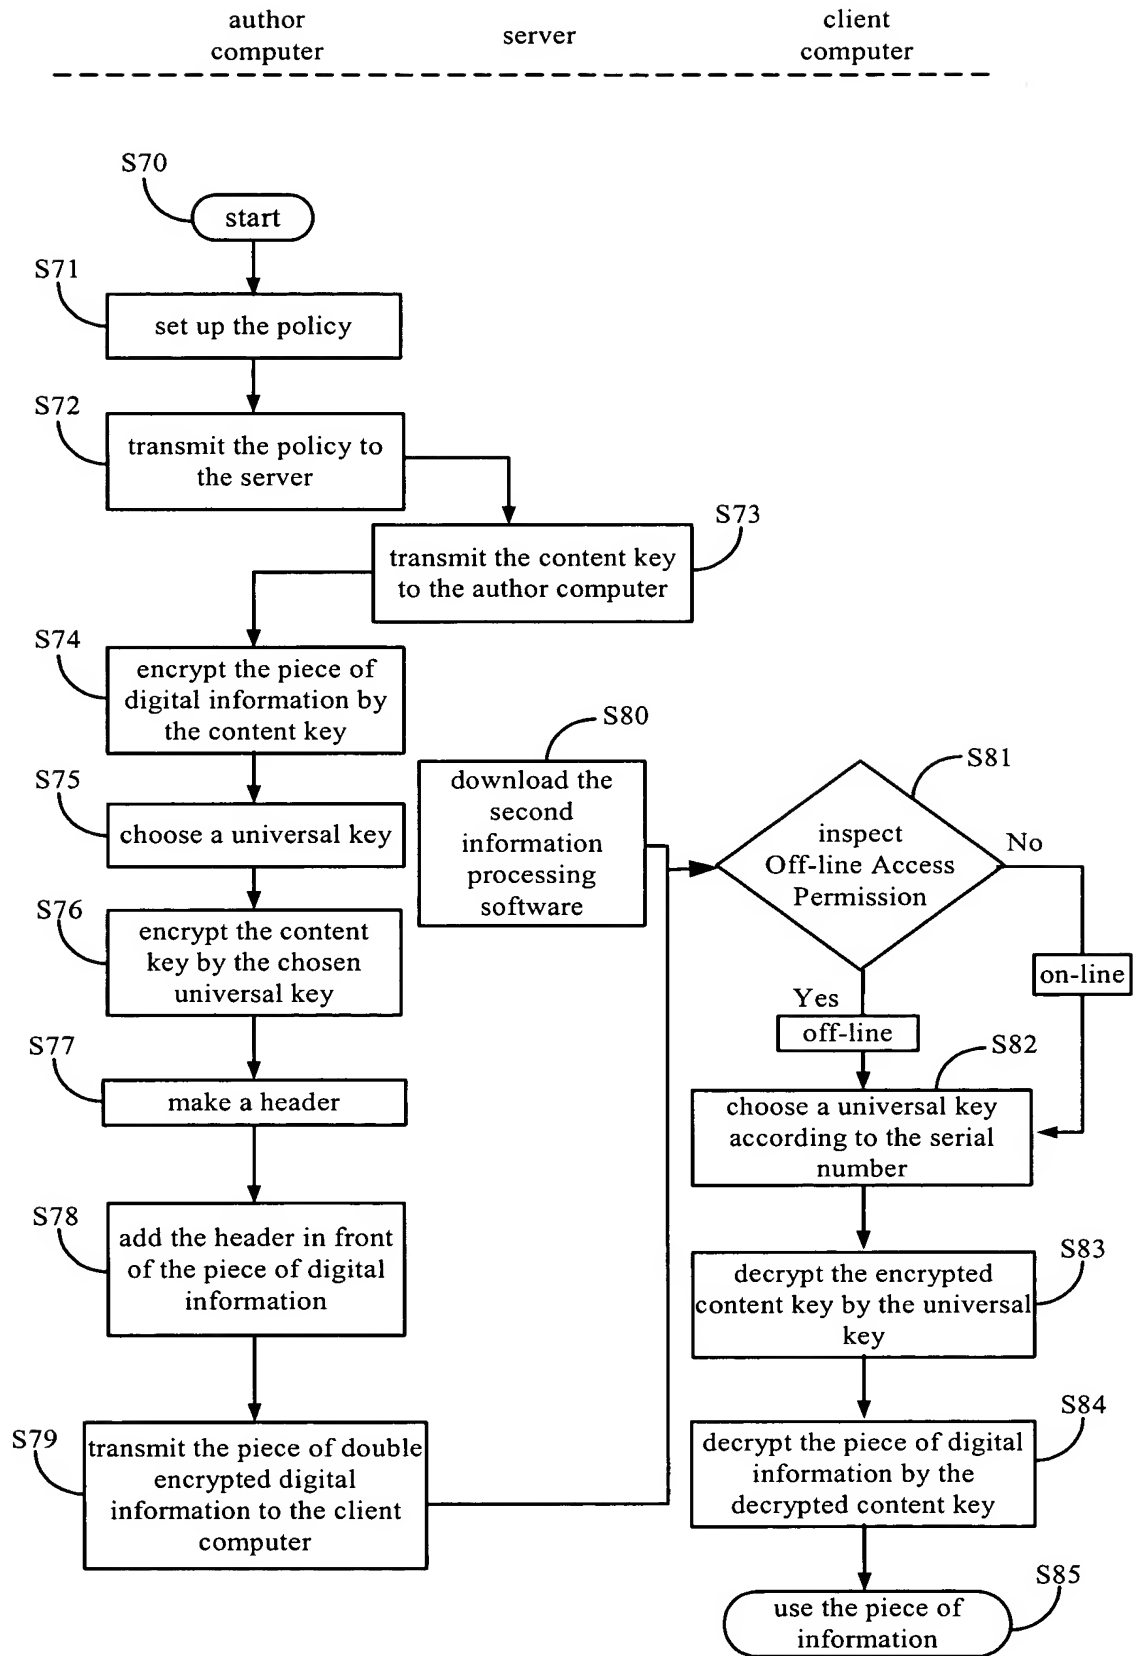 author
computer
server
client
computer
S70
start
S71
set up the policy
S72
transmit the policy to
the server
S73
transmit the content key
to the author computer
S74
encrypt the piece of
digital information by
the content key
S75
choose a universal key
S76
encrypt the content
key by the chosen
universal key
S77
make a header
S78
add the header in front
of the piece of digital
information
S79
transmit the piece of double
encrypted digital
information to the client
computer
S80
download the
second
information
processing
software
S81
inspect
Off-line Access
Permission
No
on-line
Yes
off-line
S82
choose a universal key
according to the serial
number
S83
decrypt the encrypted
content key by the universal
key
S84
decrypt the piece of digital
information by the
decrypted content key
S85
use the piece of
information